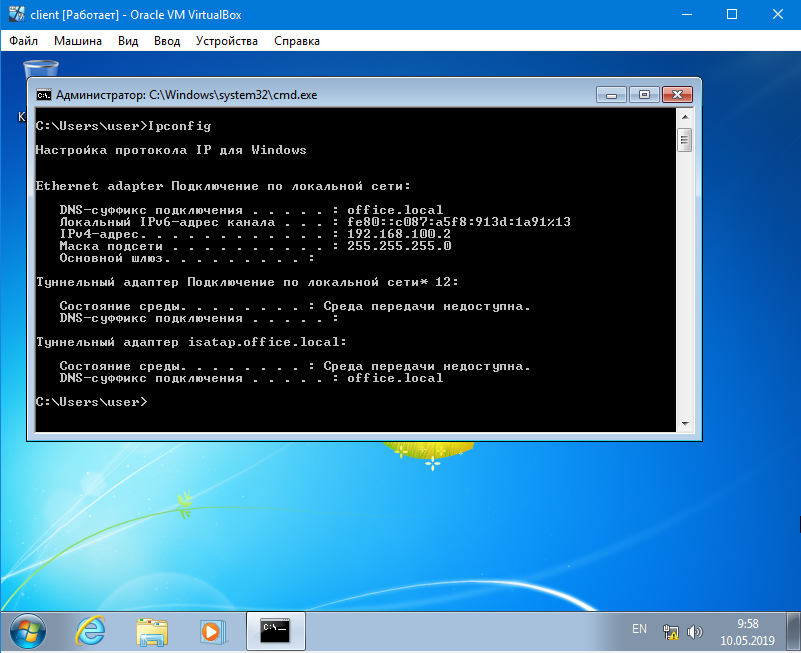 client [Работает] - Oracle VM VirtualBox
Файл Машина Вид Ввод Устройства Справка
Администратор: C:\Windows\system32\cmd.exe
C:\Users\user>Ipconfig
Настройка протокола IP для Windows
Ethernet adapter Подключение по локальной сети:
DNS-суффикс подключения . . . . . : office.local
Локальный IPv6-адрес канала . . . : fe80::c087:a5f8:913d:1a91%13
IPv4-адрес. . . . . . . . . . . . : 192.168.100.2
Маска подсети . . . . . . . . . . : 255.255.255.0
Основной шлюз. . . . . . . . . :
Туннельный адаптер Подключение по локальной сети* 12:
Состояние среды. . . . . . . . : Среда передачи недоступна.
DNS-суффикс подключения . . . . . :
Туннельный адаптер isatap.office.local:
Состояние среды. . . . . . . . : Среда передачи недоступна.
DNS-суффикс подключения . . . . . : office.local
C:\Users\user>
EN
9:58
10.05.2019